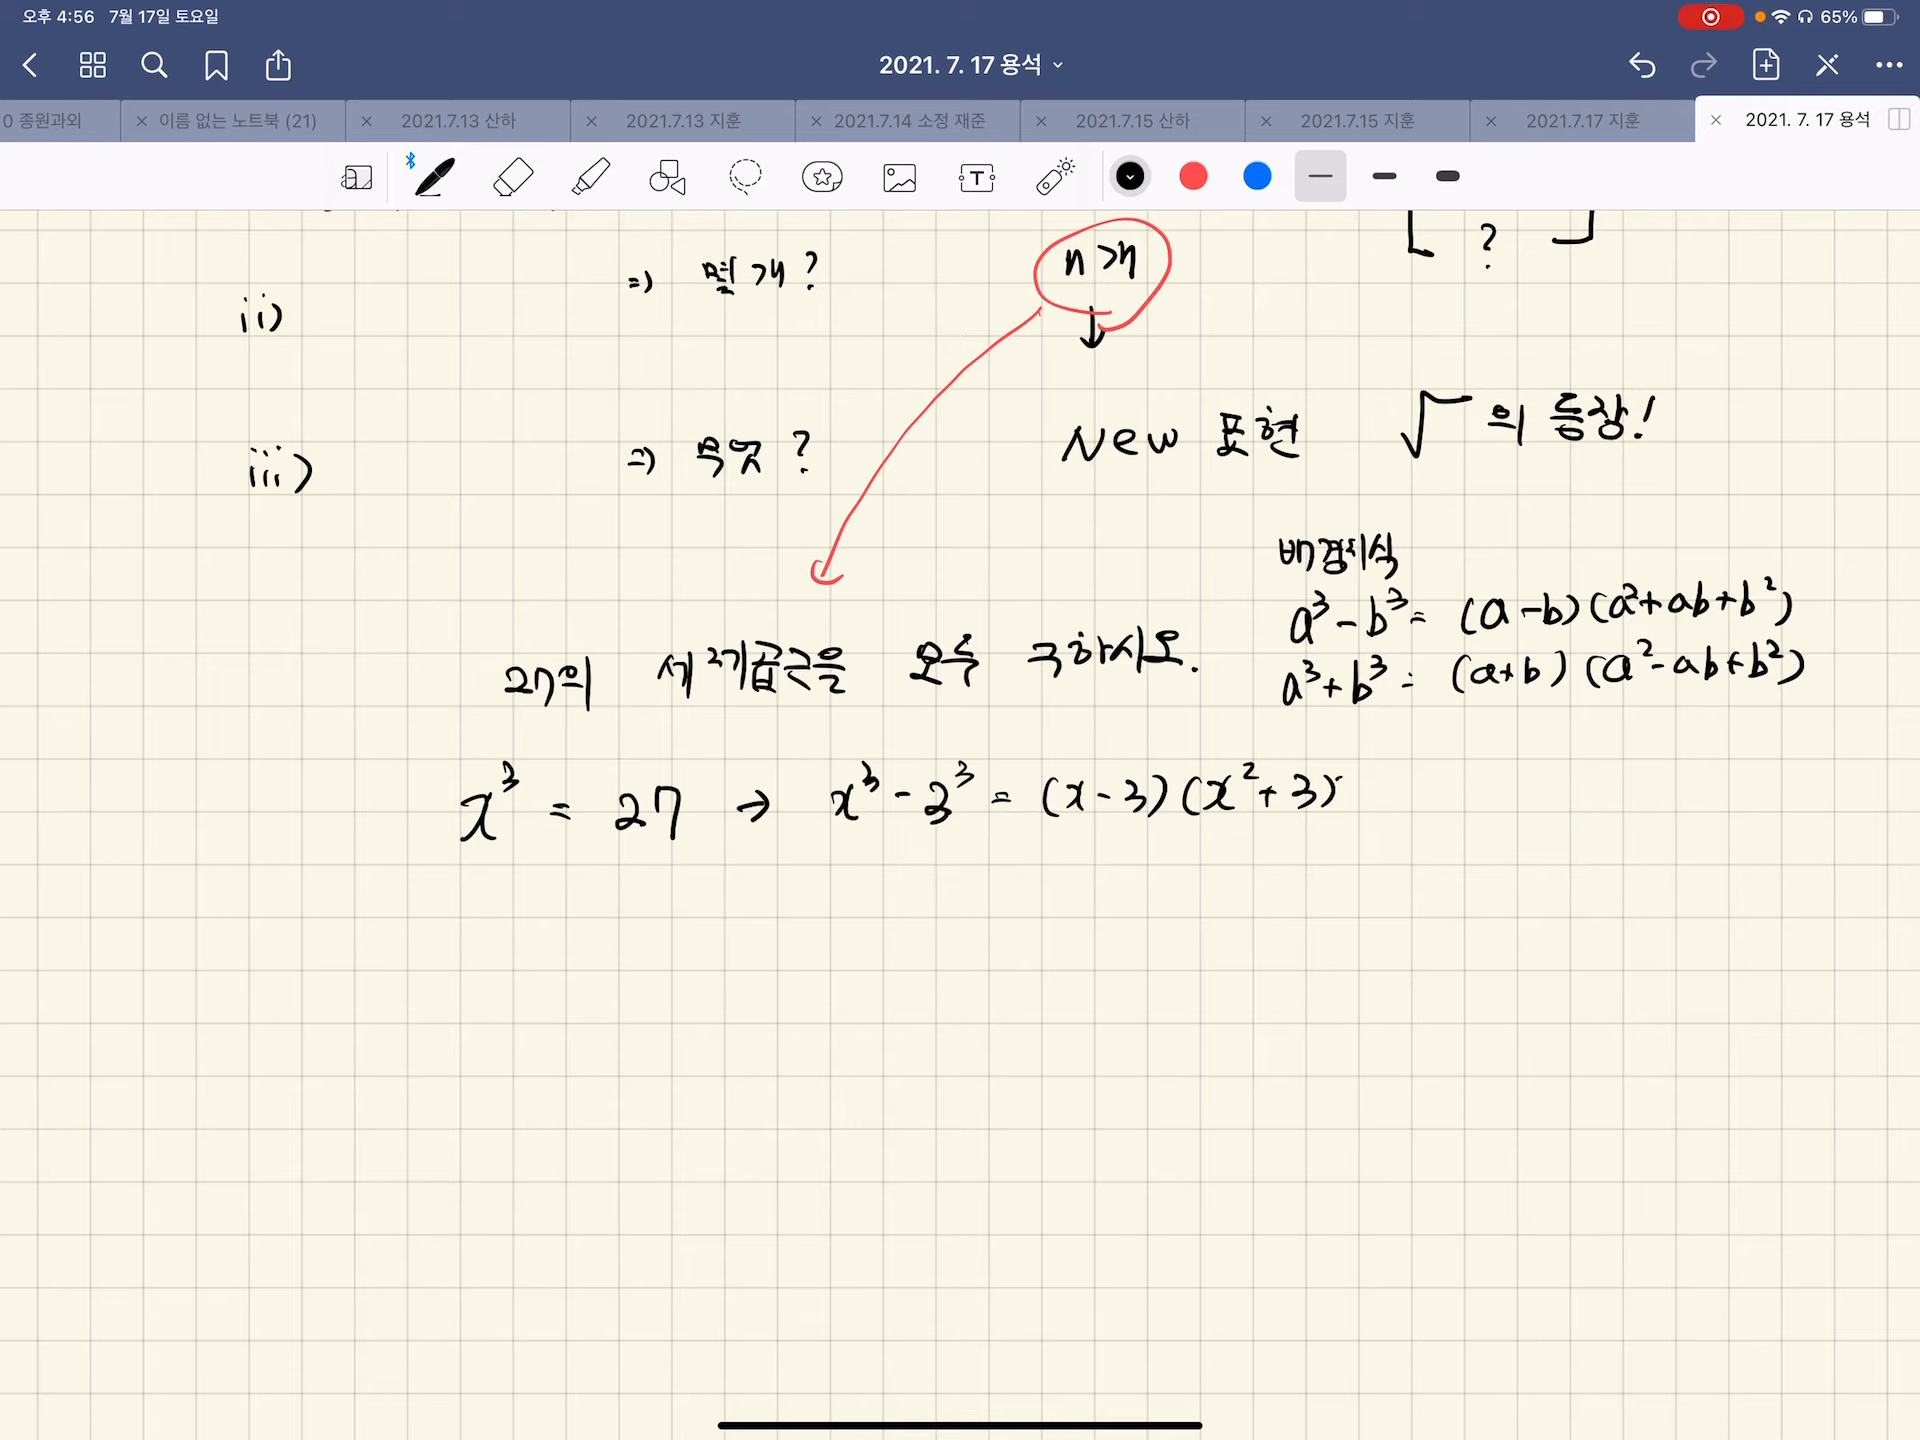 오후 4:56 7월 17일 토요일
65%
2021. 7. 17 용석
0 종원과외
이름 없는 노트북 (21)
2021.7.13 산하
2021.7.13 지훈
2021.7.14 소정 재준
2021.7.15 산하
2021.7.15 지훈
2021.7.17 지훈
2021. 7. 17 용석
?
ii) => 몇 개? n개
New 표현 √ 의 등장!
iii) => 무엇?
배경지식
a³ - b³ = (a - b)(a² + ab + b²)
27의 세제곱근을 모두 구하시오.
a³ + b³ = (a + b)(a² - ab + b²)
x³ = 27 → x³ - 3³ = (x - 3)(x² + 3)